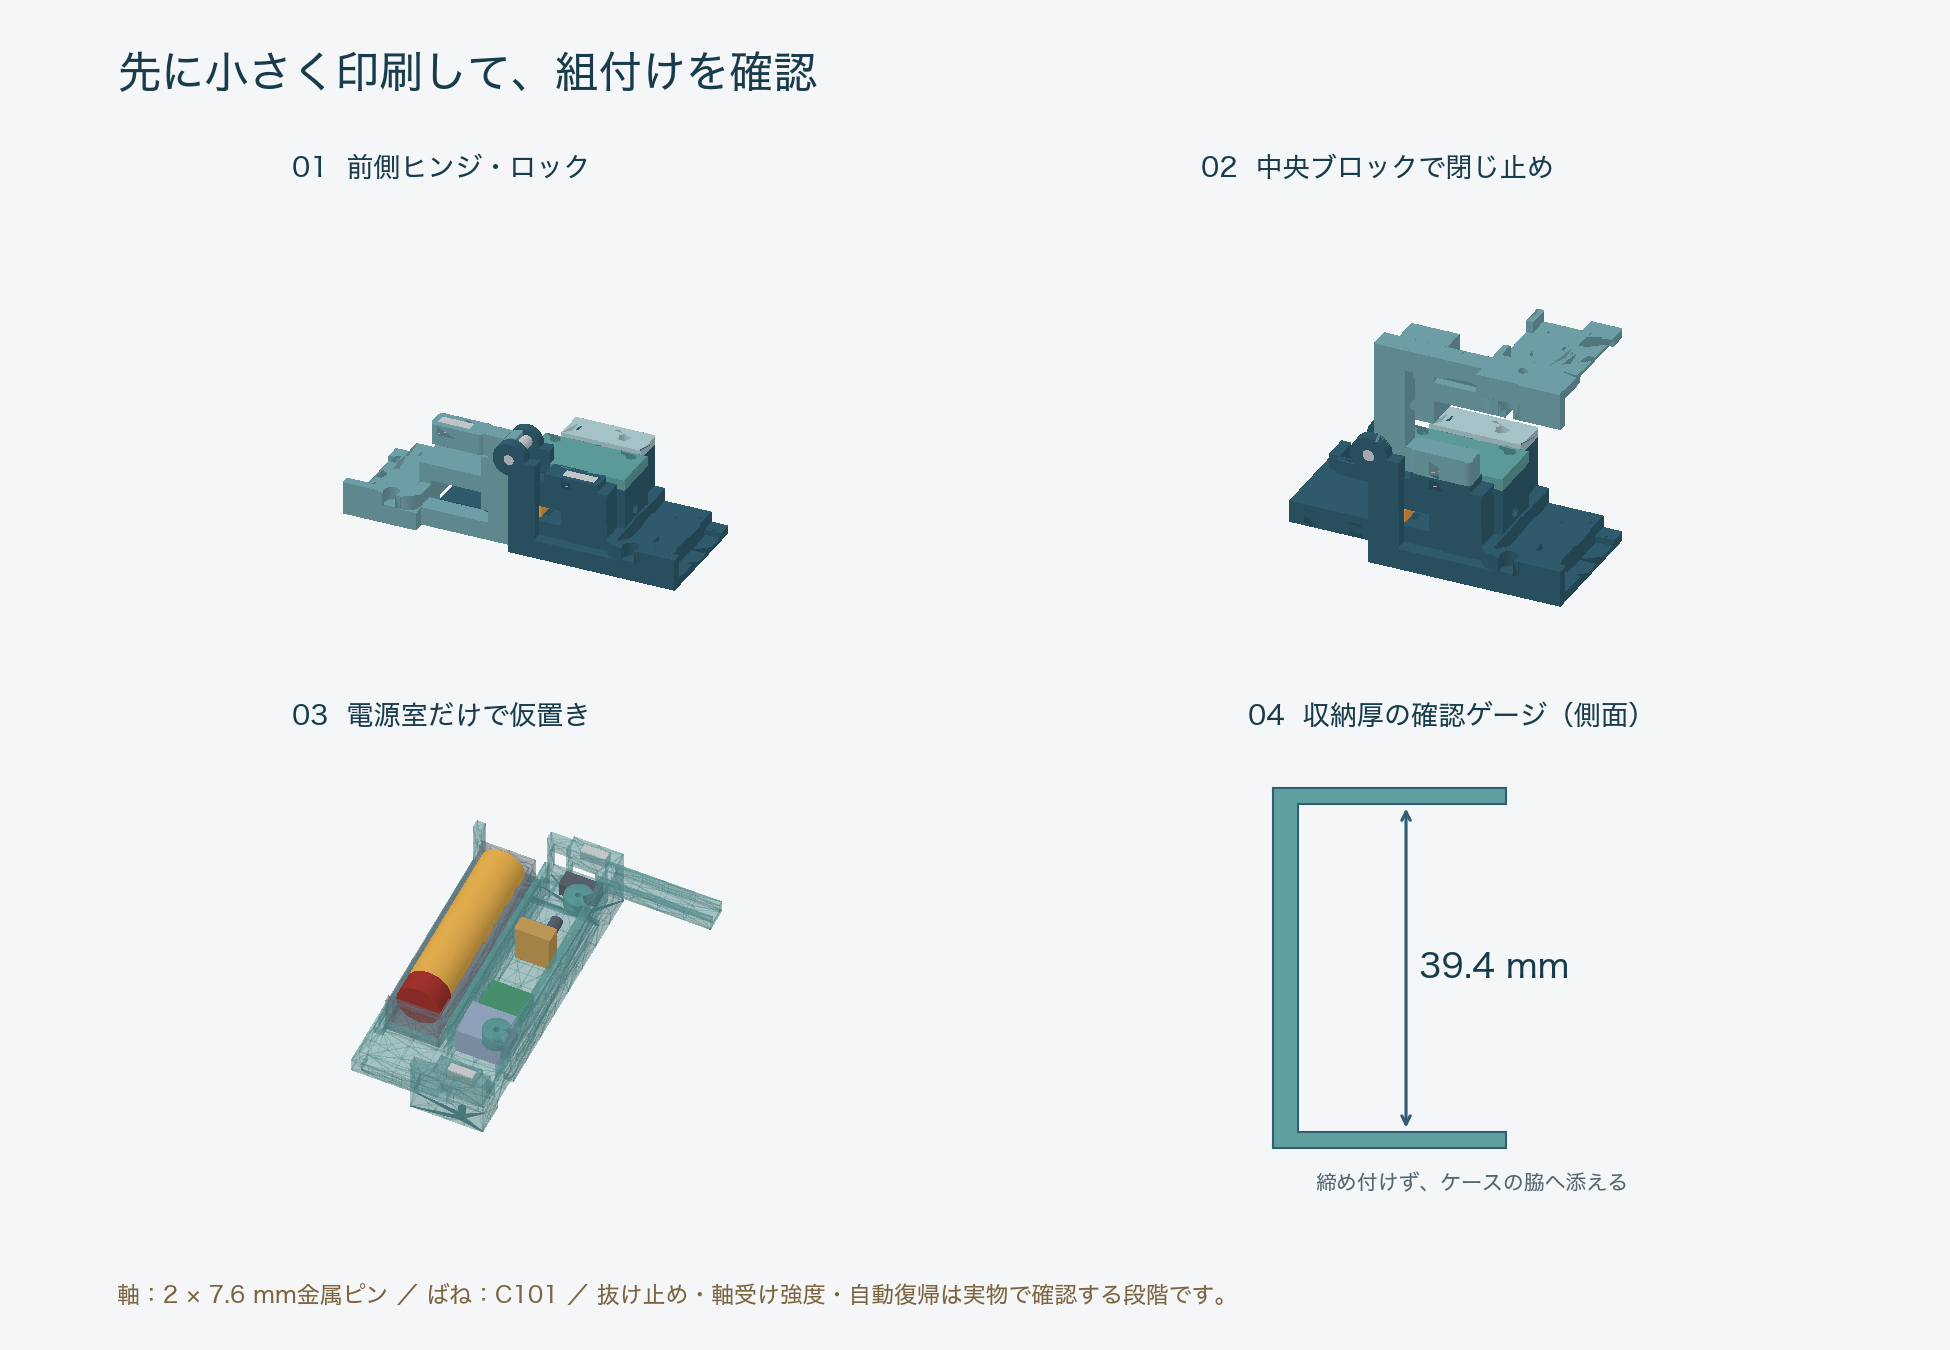 先に小さく印刷して、組付けを確認
01 前側ヒンジ・ロック
02 中央ブロックで閉じ止め
03 電源室だけで仮置き
04 収納厚の確認ゲージ（側面）
39.4 mm
締め付けず、ケースの脇へ添える
軸：2 × 7.6 mm金属ピン ／ ばね：C101 ／ 抜け止め・軸受け強度・自動復帰は実物で確認する段階です。